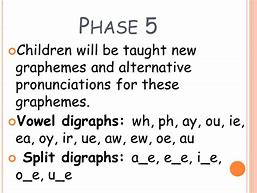 PHASE 5
Children will be taught new
graphemes and alternative
pronunciations for these
graphemes.
Vowel digraphs: wh, ph, ay, ou, ie,
ea, oy, ir, ue, aw, ew, oe, au
Split digraphs: a_e, e_e, i_e,
o_e, u_e